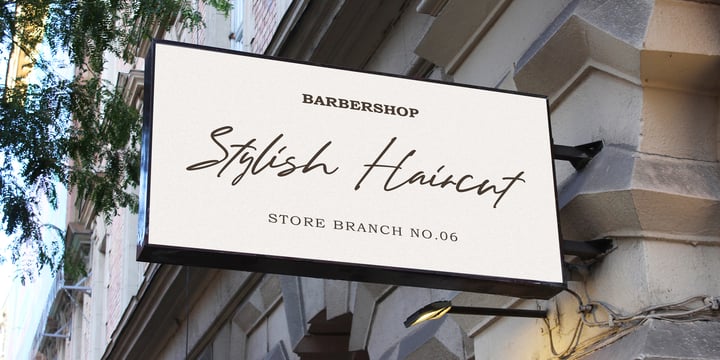 BARBERSHOP
Stylish Haircut
STORE BRANCH NO.06